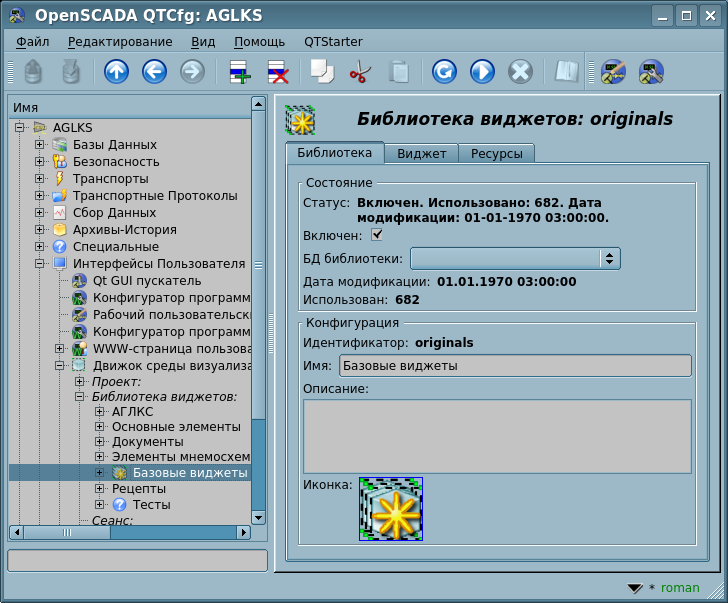 OpenSCADA QTCfg: AGLKS
Файл Редактирование Вид Помощь QTStarter
Имя
AGLKS
Базы Данных
Безопасность
Транспорты
Транспортные Протоколы
Сбор Данных
Архивы-История
Специальные
Интерфейсы Пользователя
Qt GUI пускатель
Конфигуратор программ
Рабочий пользовательск
Конфигуратор программ
WWW-страница пользова
Движок среды визуализа
Проект:
Библиотека виджетов:
АГЛКС
Основные элементы
Документы
Элементы мнемосхем
Базовые виджеты
Рецепты
Тесты
Сеанс:
Библиотека виджетов: originals
Библиотека Виджет Ресурсы
Состояние
Статус: Включен. Использовано: 682. Дата
модификации: 01-01-1970 03:00:00.
Включен:
БД библиотеки:
Дата модификации: 01.01.1970 03:00:00
Использован: 682
Конфигурация
Идентификатор: originals
Имя: Базовые виджеты
Описание:
Иконка:
* roman